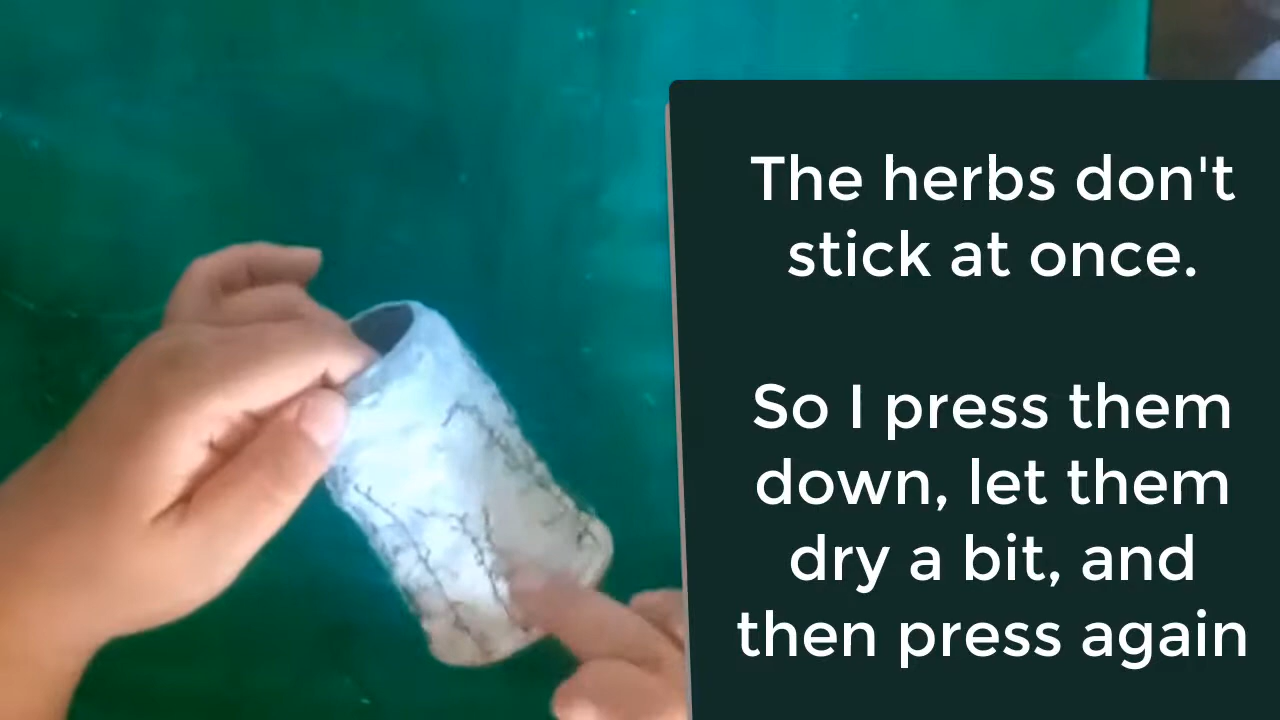 The herbs don't
stick at once.
So I press them
down, let them
dry a bit, and
then press again